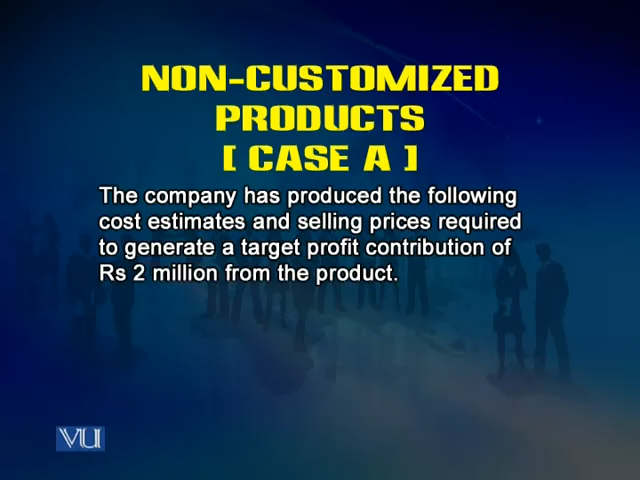 NON-CUSTOMIZED
PRODUCTS
[ CASE A ]
The company has produced the following
cost estimates and selling prices required
to generate a target profit contribution of
Rs 2 million from the product.
VU